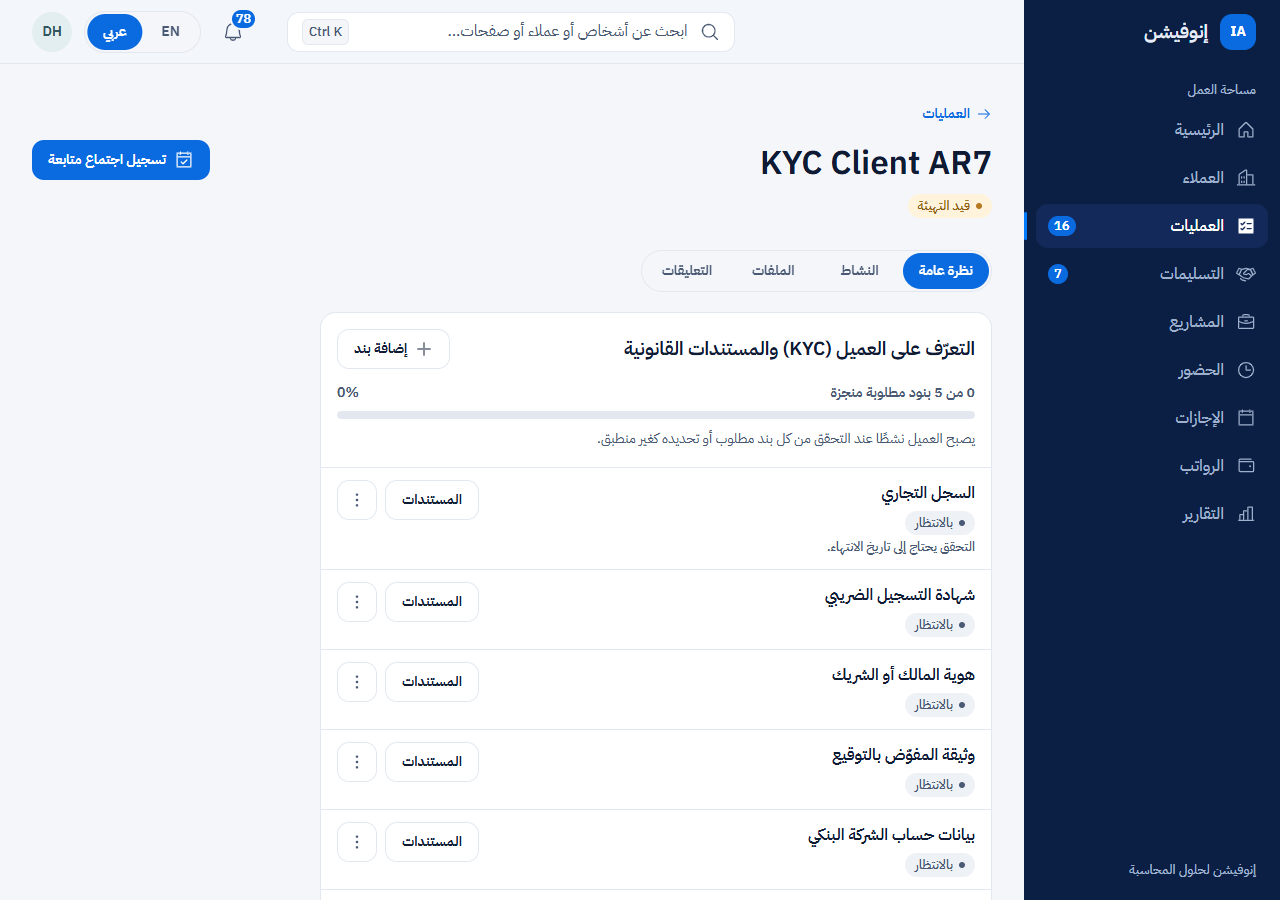 IA
إنوفيشن
مساحة العمل
الرئيسية
العملاء
العمليات
16
التسليمات
7
المشاريع
الحضور
الإجازات
الرواتب
التقارير
إنوفيشن لحلول المحاسبة
ابحث عن أشخاص أو عملاء أو صفحات...
Ctrl K
78
EN
عربي
DH
العمليات
KYC Client AR7
تسجيل اجتماع متابعة
قيد التهيئة
نظرة عامة
النشاط
الملفات
التعليقات
التعرّف على العميل (KYC) والمستندات القانونية
إضافة بند
0 من 5 بنود مطلوبة منجزة
0%
يصبح العميل نشطًا عند التحقق من كل بند مطلوب أو تحديده كغير منطبق.
السجل التجاري
بالانتظار
التحقق يحتاج إلى تاريخ الانتهاء.
المستندات
شهادة التسجيل الضريبي
بالانتظار
المستندات
هوية المالك أو الشريك
بالانتظار
المستندات
وثيقة المفوّض بالتوقيع
بالانتظار
المستندات
بيانات حساب الشركة البنكي
بالانتظار
المستندات